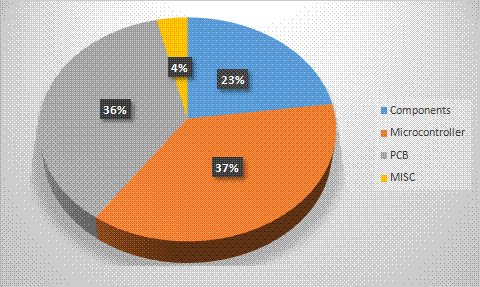 4%
23%
36%
37%
Components
Microcontroller
PCB
MISC